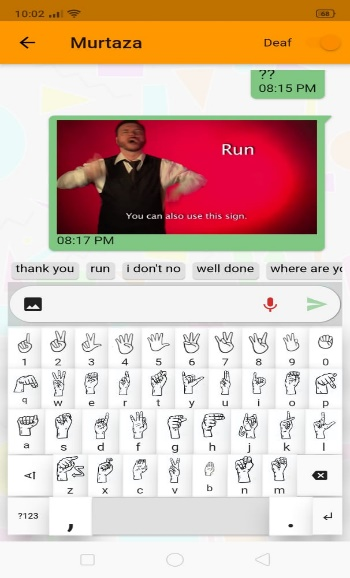 10:02
68
Murtaza
Deaf
??
08:15 PM
Run
You can also use this sign.
08:17 PM
thank you
run
i don't no
well done
where are yo
1 2 3 4 5 6 7 8 9 0
q w e r t y u i o p
a s d f g h j k l
z x c v b n m
?123 , .